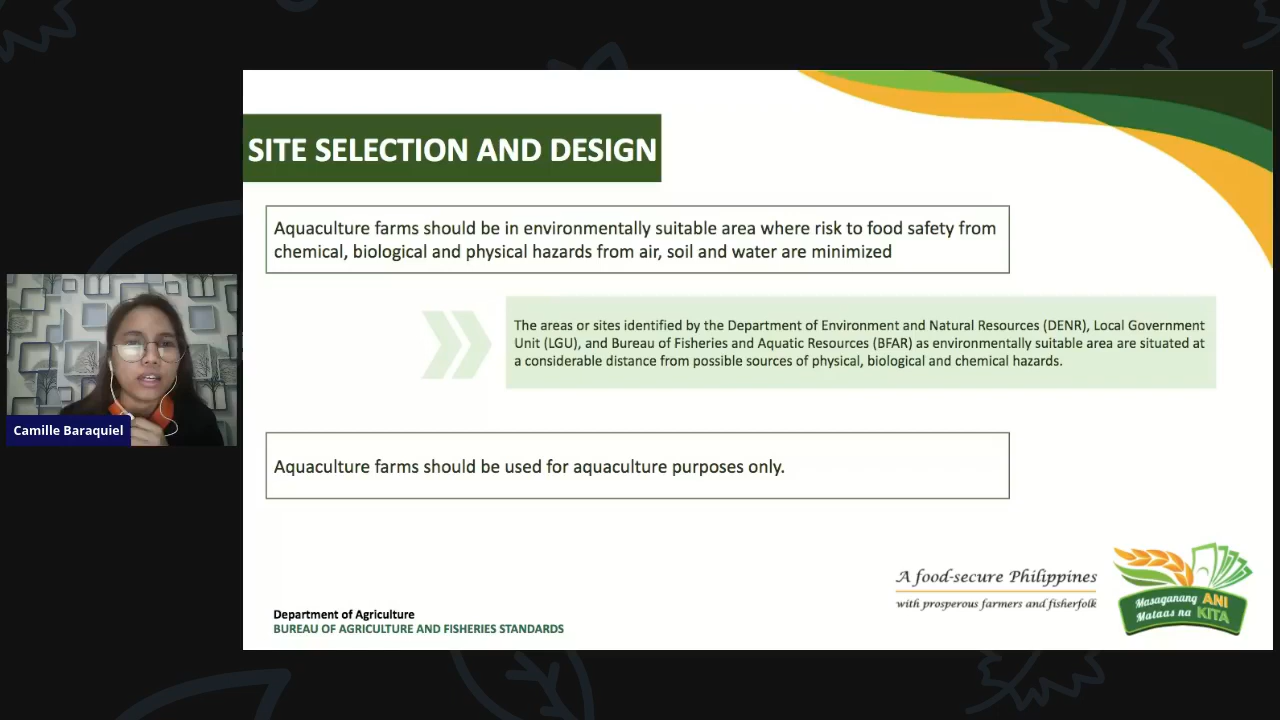 SITE SELECTION AND DESIGN
Aquaculture farms should be in environmentally suitable area where risk to food safety from
chemical, biological and physical hazards from air, soil and water are minimized
The areas or sites identified by the Department of Environment and Natural Resources (DENR), Local Government
Unit (LGU), and Bureau of Fisheries and Aquatic Resources (BFAR) as environmentally suitable area are situated at
a considerable distance from possible sources of physical, biological and chemical hazards.
Camille Baraquiel
Aquaculture farms should be used for aquaculture purposes only.
A food-secure Philippines
with prosperous farmers and fisherfolk
Masaganang ANI
Mataas na KITA
Department of Agriculture
BUREAU OF AGRICULTURE AND FISHERIES STANDARDS